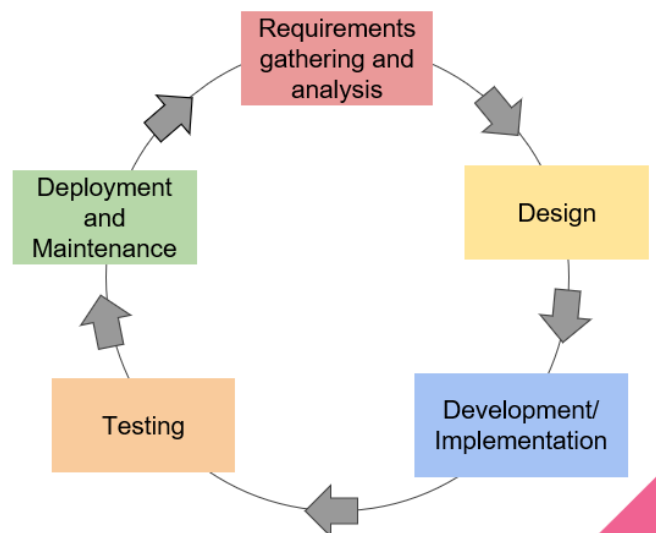 Requirements
gathering and
analysis
Design
Development/
Implementation
Testing
Deployment
and
Maintenance